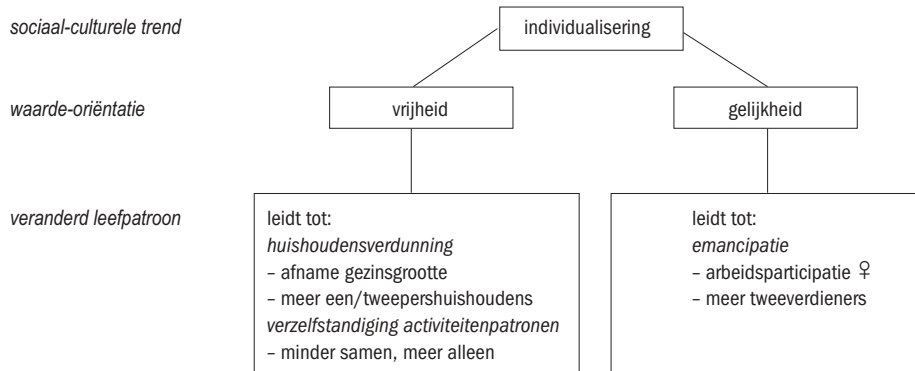 sociaal-culturele trend
individualisering
waarde-oriëntatie
vrijheid
gelijkheid
veranderd leefpatroon
leidt tot:
huishoudensverdunning
– afname gezinsgrootte
– meer een/tweepershuishoudens
verzelfstandiging activiteitenpatronen
– minder samen, meer alleen
leidt tot:
emancipatie
– arbeidsparticipatie ♀
– meer tweeverdieners